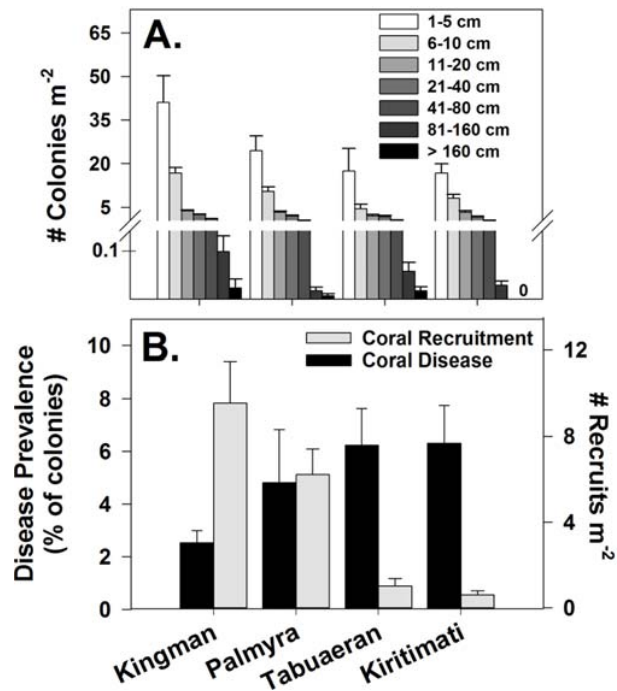 A.
# Colonies m-2
65
50
35
20
5
0.1
1-5 cm
6-10 cm
11-20 cm
21-40 cm
41-80 cm
81-160 cm
> 160 cm
0
B.
Disease Prevalence
(% of colonies)
10
8
6
4
2
0
Coral Recruitment
Coral Disease
12
8
4
0
# Recruits m-2
Kingman
Palmyra
Tabuaeran
Kiritimati